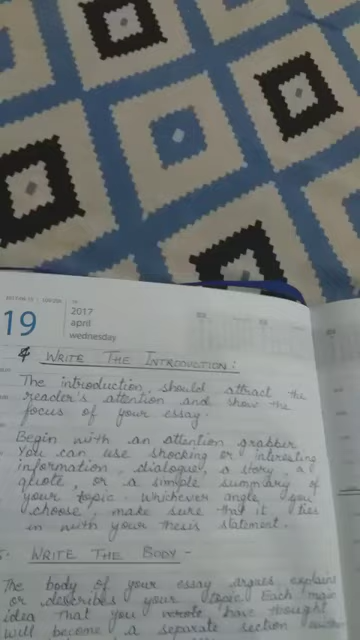 19
2017
april
wednesday
WRITE THE INTRODUCTION:
The introduction should attract the
reader's attention and show the
focus of your essay.
Begin with an attention grabber
You can use shocking or interesting
information, dialogue, a story, a
quote, or a simple summary of
your topic. Whichever angle you
choose, make sure that it ties
in with your thesis statement.
WRITE THE BODY -
The body of your essay argues explains
or describes your topic Each main
idea that you wrote have thought
will become a separate section